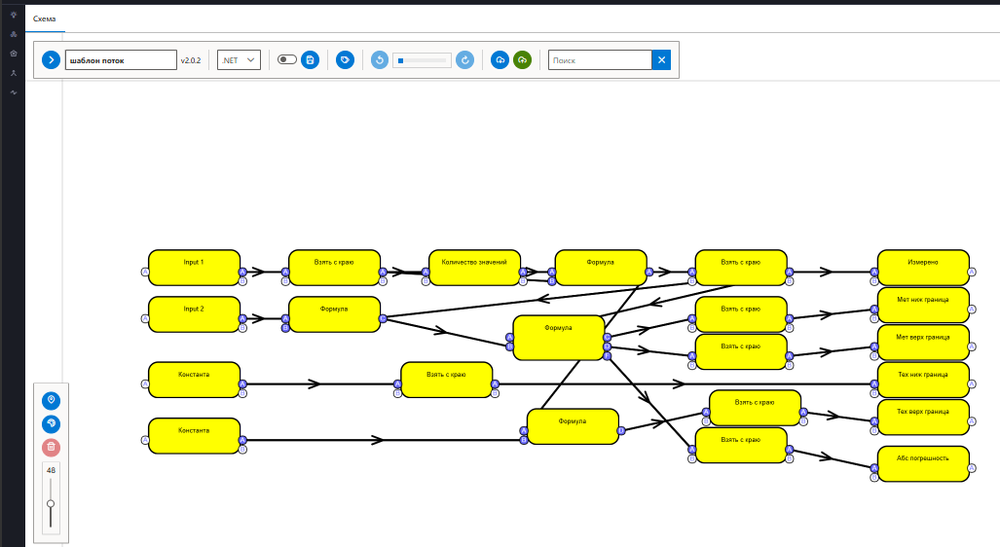 Схема
шаблон поток
v2.0.2
.NET
Поиск
Input 1
Взять с краю
Количество значений
Формула
Взять с краю
Измерено
Input 2
Формула
Взять с краю
Мет ниж граница
Формула
Взять с краю
Мет верх граница
Константа
Взять с краю
Тех ниж граница
Взять с краю
Тех верх граница
Константа
Формула
Взять с краю
Абс погрешность
48